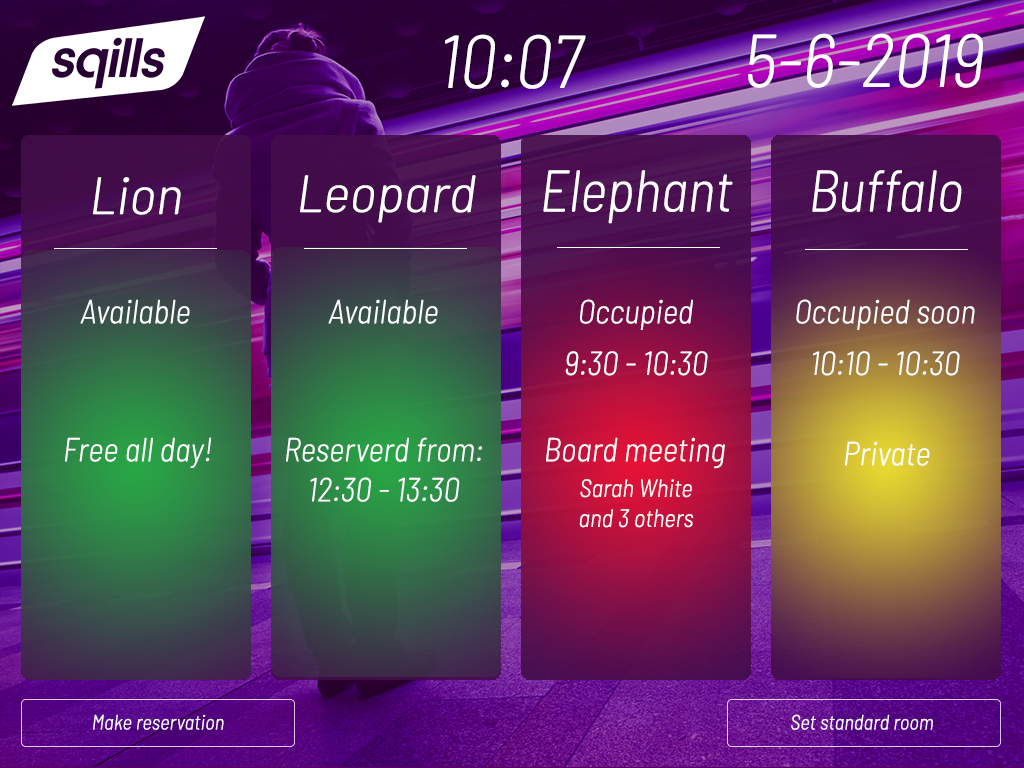 sqills
10:07
5-6-2019
Lion
Available
Free all day!
Leopard
Available
Reserverd from:
12:30 - 13:30
Elephant
Occupied
9:30 - 10:30
Board meeting
Sarah White
and 3 others
Buffalo
Occupied soon
10:10 - 10:30
Private
Make reservation
Set standard room